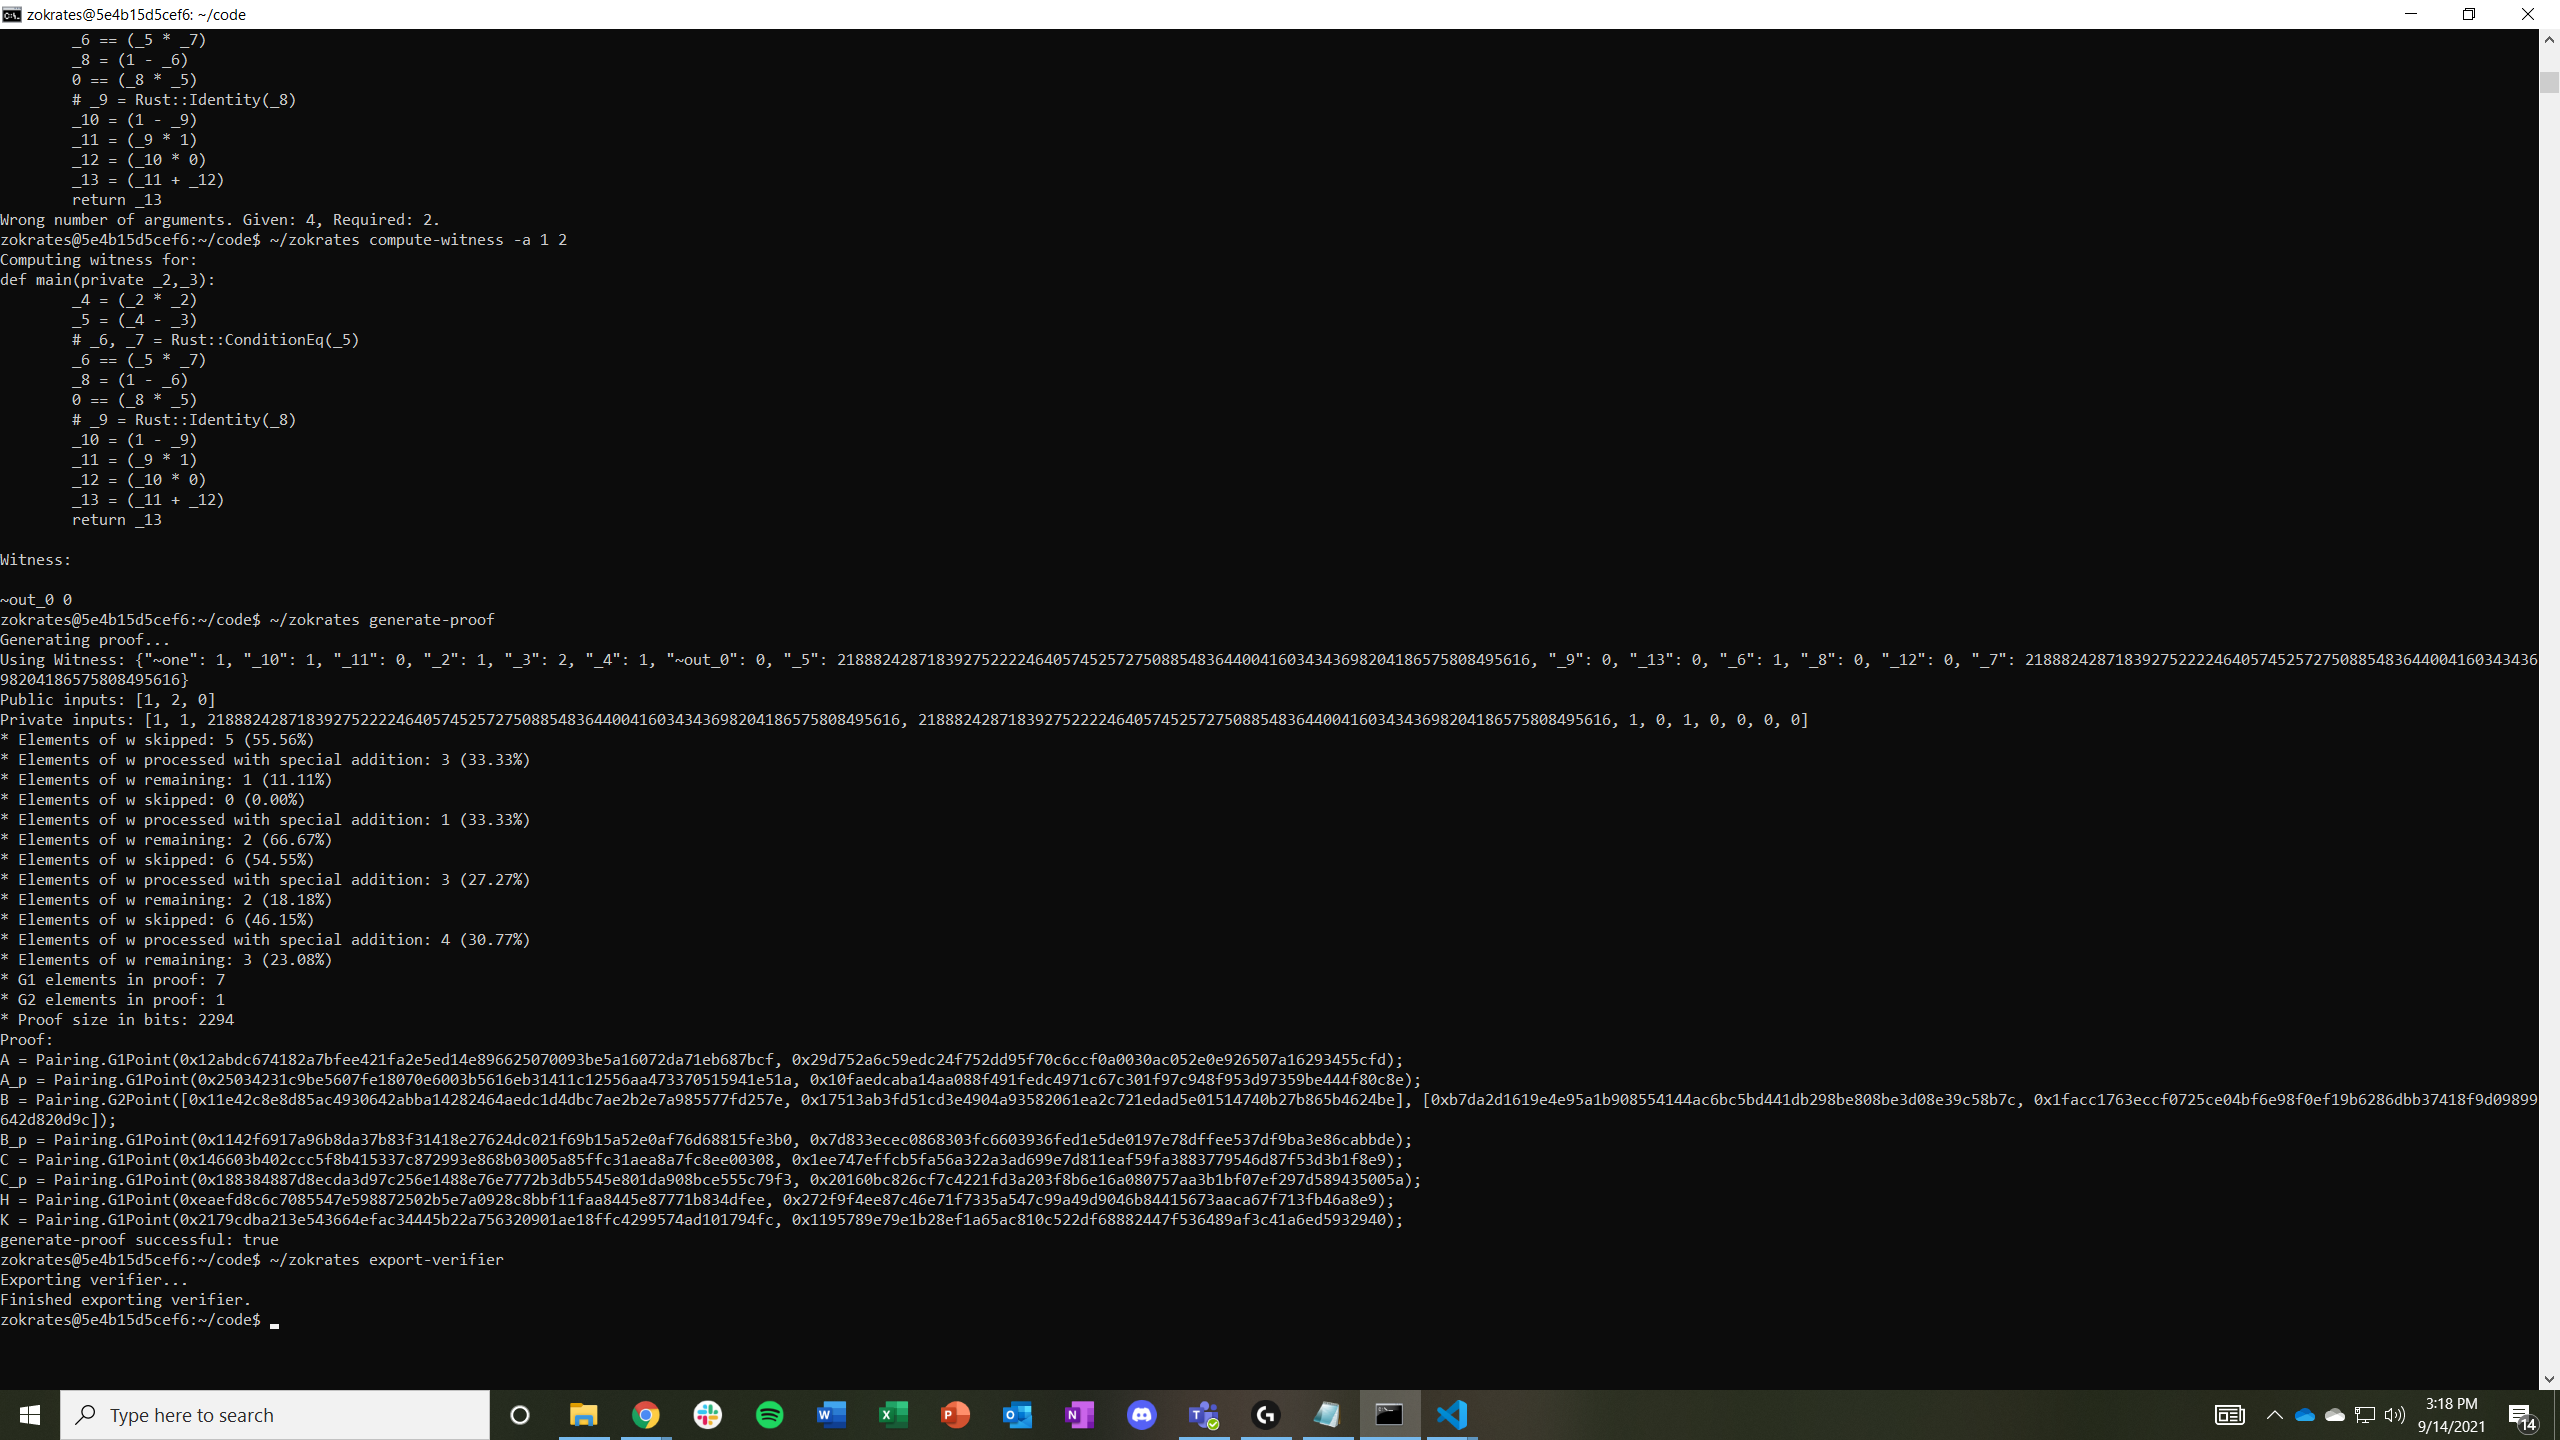 zokrates@5e4b15d5cef6: ~/code
_6 == (_5 * _7)
_8 = (1 - _6)
0 == (_8 * _5)
# _9 = Rust::Identity(_8)
_10 = (1 - _9)
_11 = (_9 * 1)
_12 = (_10 * 0)
_13 = (_11 + _12)
return _13
Wrong number of arguments. Given: 4, Required: 2.
zokrates@5e4b15d5cef6:~/code$ ~/zokrates compute-witness -a 1 2
Computing witness for:
def main(private _2,_3):
_4 = (_2 * _2)
_5 = (_4 - _3)
# _6, _7 = Rust::ConditionEq(_5)
_6 == (_5 * _7)
_8 = (1 - _6)
0 == (_8 * _5)
# _9 = Rust::Identity(_8)
_10 = (1 - _9)
_11 = (_9 * 1)
_12 = (_10 * 0)
_13 = (_11 + _12)
return _13
Witness:
~out_0 0
zokrates@5e4b15d5cef6:~/code$ ~/zokrates generate-proof
Generating proof...
Using Witness: {"~one": 1, "_10": 1, "_11": 0, "_2": 1, "_3": 2, "_4": 1, "~out_0": 0, "_5": 21888242871839275222246405745257275088548364400416034343698204186575808495616, "_9": 0, "_13": 0, "_6": 1, "_8": 0, "_12": 0, "_7": 2188824287183927522224640574525727508854836440041603434369
8204186575808495616}
Public inputs: [1, 2, 0]
Private inputs: [1, 1, 21888242871839275222246405745257275088548364400416034343698204186575808495616, 21888242871839275222246405745257275088548364400416034343698204186575808495616, 1, 0, 1, 0, 0, 0, 0]
* Elements of w skipped: 5 (55.56%)
* Elements of w processed with special addition: 3 (33.33%)
* Elements of w remaining: 1 (11.11%)
* Elements of w skipped: 0 (0.00%)
* Elements of w processed with special addition: 1 (33.33%)
* Elements of w remaining: 2 (66.67%)
* Elements of w skipped: 6 (54.55%)
* Elements of w processed with special addition: 3 (27.27%)
* Elements of w remaining: 2 (18.18%)
* Elements of w skipped: 6 (46.15%)
* Elements of w processed with special addition: 4 (30.77%)
* Elements of w remaining: 3 (23.08%)
* G1 elements in proof: 7
* G2 elements in proof: 1
* Proof size in bits: 2294
Proof:
A = Pairing.G1Point(0x12abdc674182a7bfee421fa2e5ed14e896625070093be5a16072da71eb687bcf, 0x29d752a6c59edc24f752dd95f70c6ccf0a0030ac052e0e926507a16293455cfd);
A_p = Pairing.G1Point(0x25034231c9be5607fe18070e6003b5616eb31411c12556aa473370515941e51a, 0x10faedcaba14aa088f491fedc4971c67c301f97c948f953d97359be444f80c8e);
B = Pairing.G2Point([0x11e42c8e8d85ac4930642abba14282464aedc1d4dbc7ae2b2e7a985577fd257e, 0x17513ab3fd51cd3e4904a93582061ea2c721edad5e01514740b27b865b4624be], [0xb7da2d1619e4e95a1b908554144ac6bc5bd441db298be808be3d08e39c58b7c, 0x1facc1763eccf0725ce04bf6e98f0ef19b6286dbb37418f9d09899
642d820d9c]);
B_p = Pairing.G1Point(0x1142f6917a96b8da37b83f31418e27624dc021f69b15a52e0af76d68815fe3b0, 0x7d833ecec0868303fc6603936fed1e5de0197e78dffee537df9ba3e86cabbde);
C = Pairing.G1Point(0x146603b402ccc5f8b415337c872993e868b03005a85ffc31aea8a7fc8ee00308, 0x1ee747effcb5fa56a322a3ad699e7d811eaf59fa3883779546d87f53d3b1f8e9);
C_p = Pairing.G1Point(0x188384887d8ecda3d97c256e1488e76e7772b3db5545e801da908bce555c79f3, 0x20160bc826cf7c4221fd3a203f8b6e16a080757aa3b1bf07ef297d589435005a);
H = Pairing.G1Point(0xeaefd8c6c7085547e598872502b5e7a0928c8bbf11faa8445e87771b834dfee, 0x272f9f4ee87c46e71f7335a547c99a49d9046b84415673aaca67f713fb46a8e9);
K = Pairing.G1Point(0x2179cdba213e543664efac34445b22a756320901ae18ffc4299574ad101794fc, 0x1195789e79e1b28ef1a65ac810c522df68882447f536489af3c41a6ed5932940);
generate-proof successful: true
zokrates@5e4b15d5cef6:~/code$ ~/zokrates export-verifier
Exporting verifier...
Finished exporting verifier.
zokrates@5e4b15d5cef6:~/code$
Type here to search
3:18 PM
9/14/2021
14